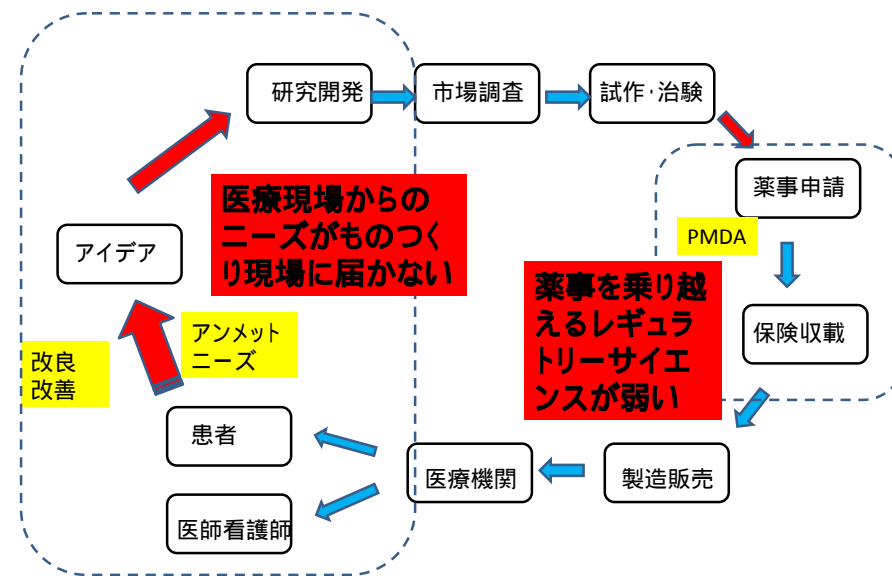 研究開発
市場調査
試作・治験
薬事申請
医療現場からの
ニーズがものつく
り現場に届かない
アイデア
PMDA
薬事を乗り越
えるレギュラ
トリーサイエ
ンスが弱い
保険収載
アンメット
ニーズ
改良
改善
患者
医療機関
製造販売
医師看護師